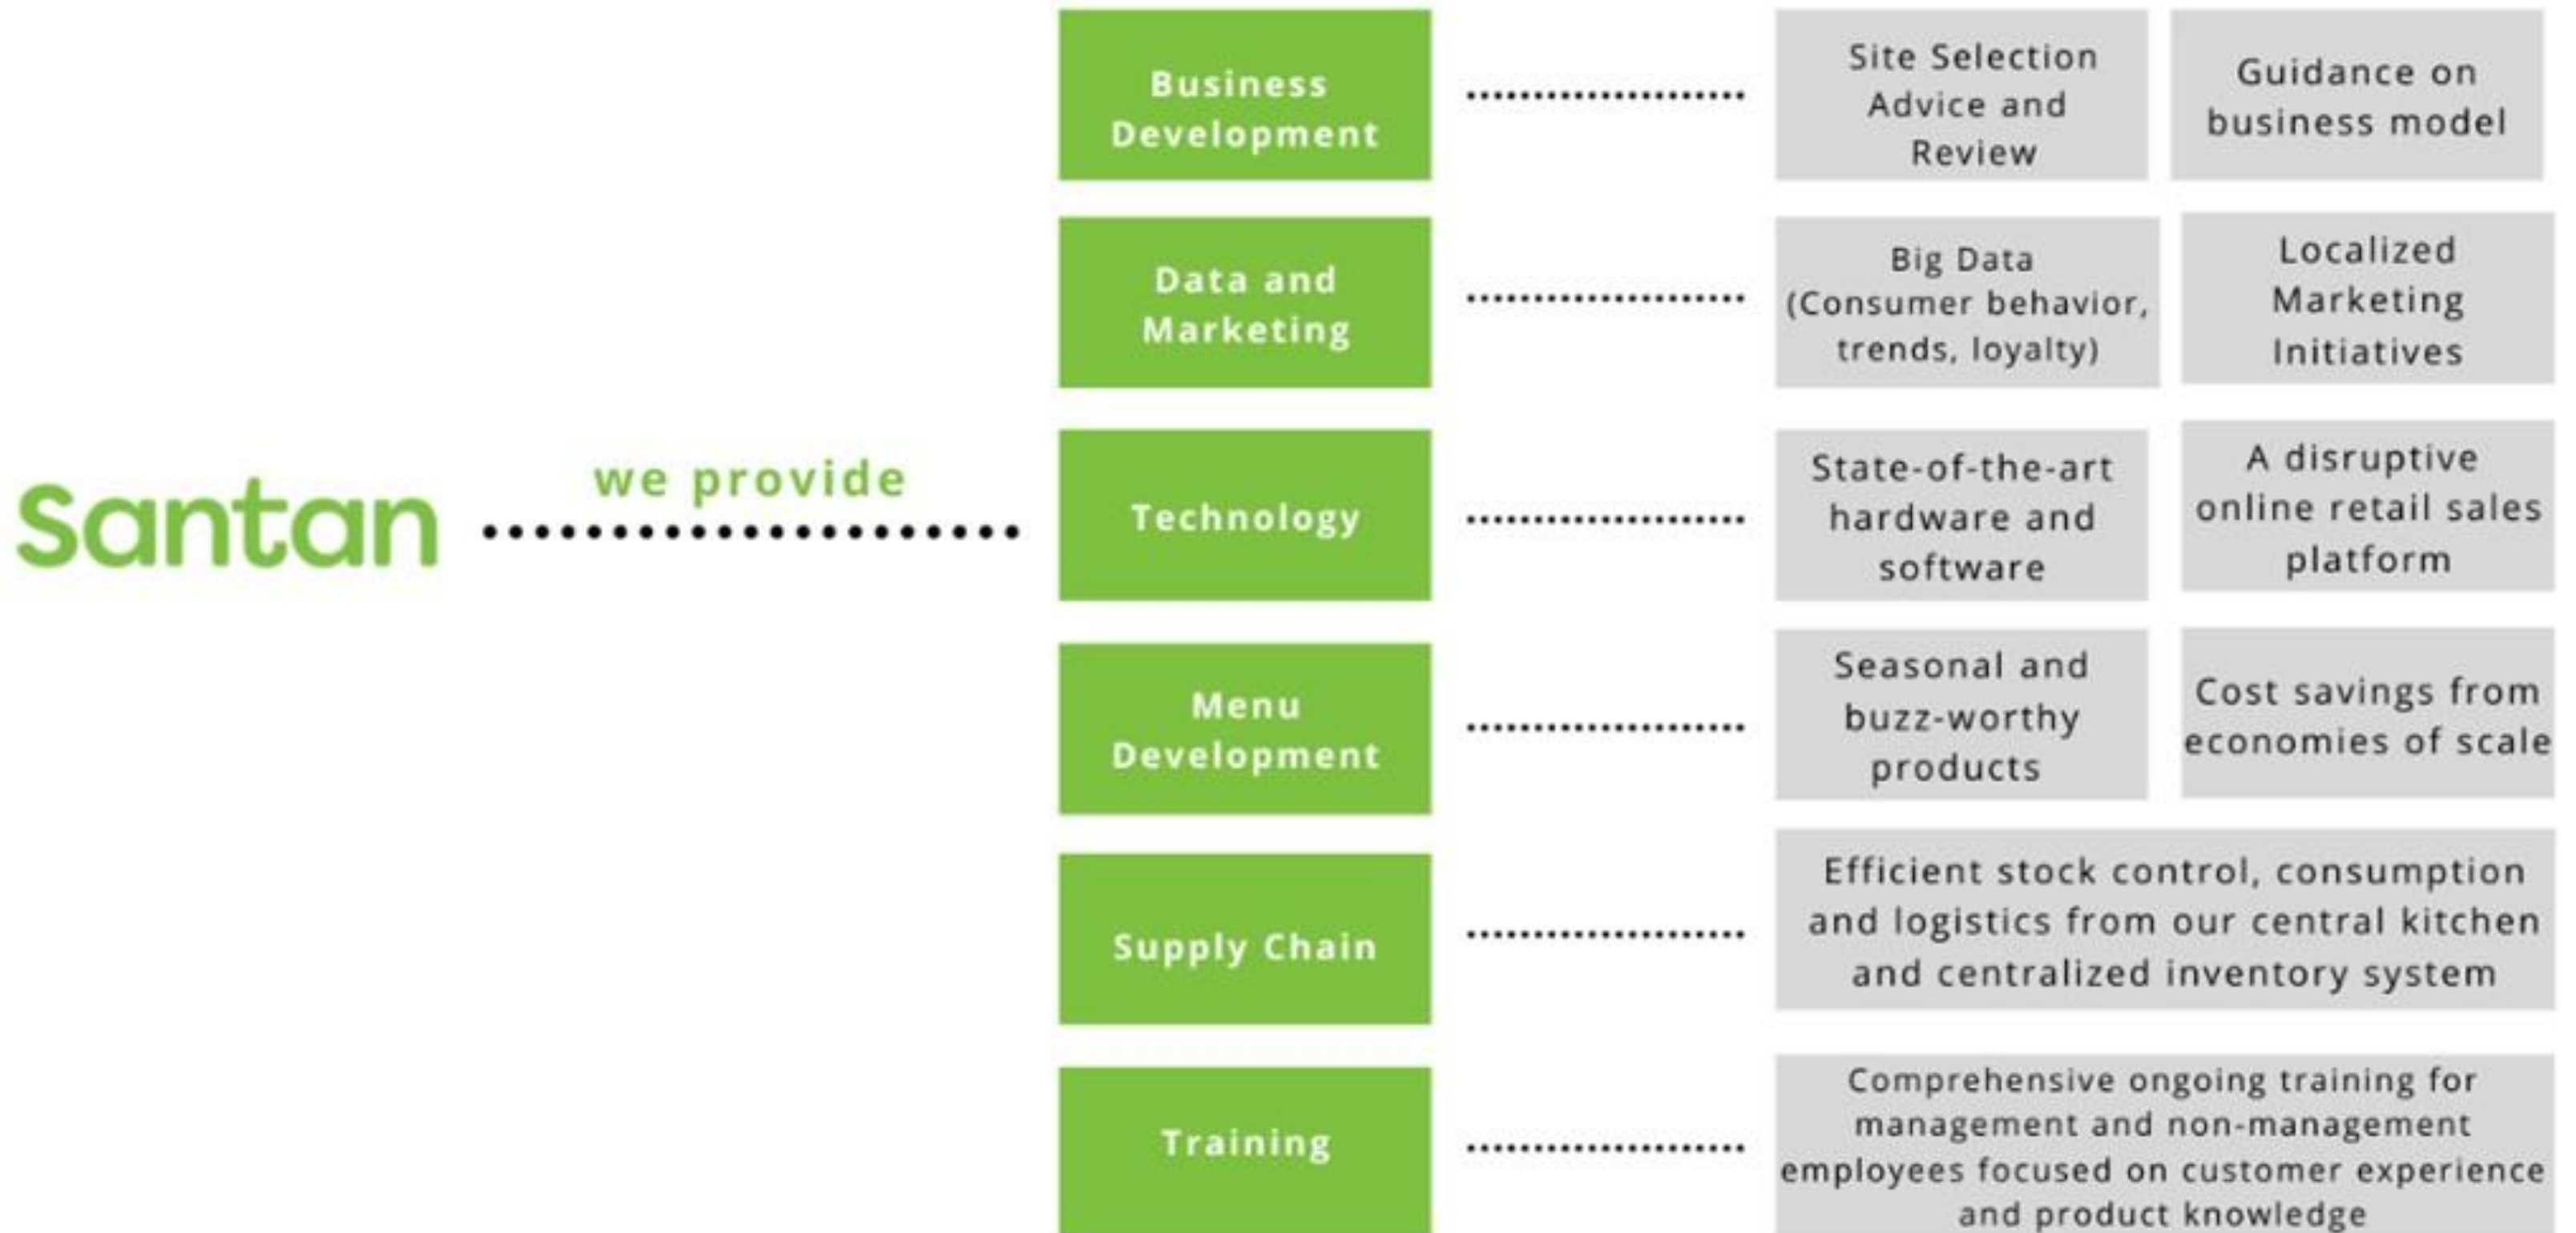 Santan
we provide
Business
Development
Site Selection
Advice and
Review
Guidance on
business model
Data and
Marketing
Big Data
(Consumer behavior,
trends, loyalty)
Localized
Marketing
Initiatives
Technology
State-of-the-art
hardware and
software
A disruptive
online retail sales
platform
Menu
Development
Seasonal and
buzz-worthy
products
Cost savings from
economies of scale
Supply Chain
Efficient stock control, consumption
and logistics from our central kitchen
and centralized inventory system
Training
Comprehensive ongoing training for
management and non-management
employees focused on customer experience
and product knowledge